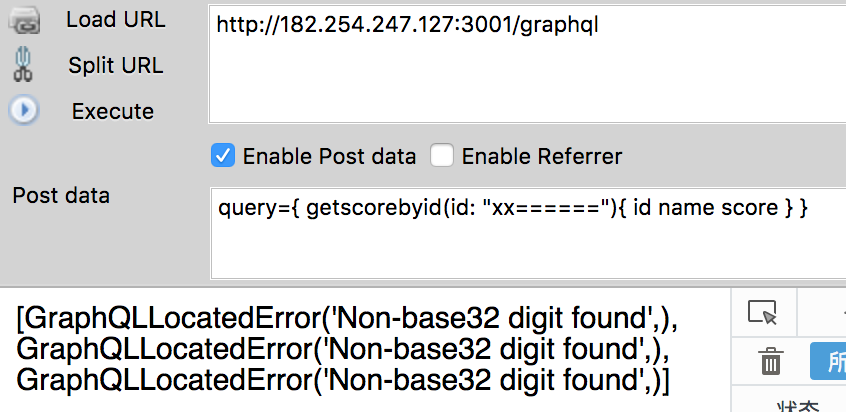 Load URL
http://182.254.247.127:3001/graphql
Split URL
Execute
Enable Post data Enable Referrer
Post data
query={ getscorebyid(id: "xx======"){ id name score } }
[GraphQLLocatedError('Non-base32 digit found',),
GraphQLLocatedError('Non-base32 digit found',),
GraphQLLocatedError('Non-base32 digit found',)]
所
状态